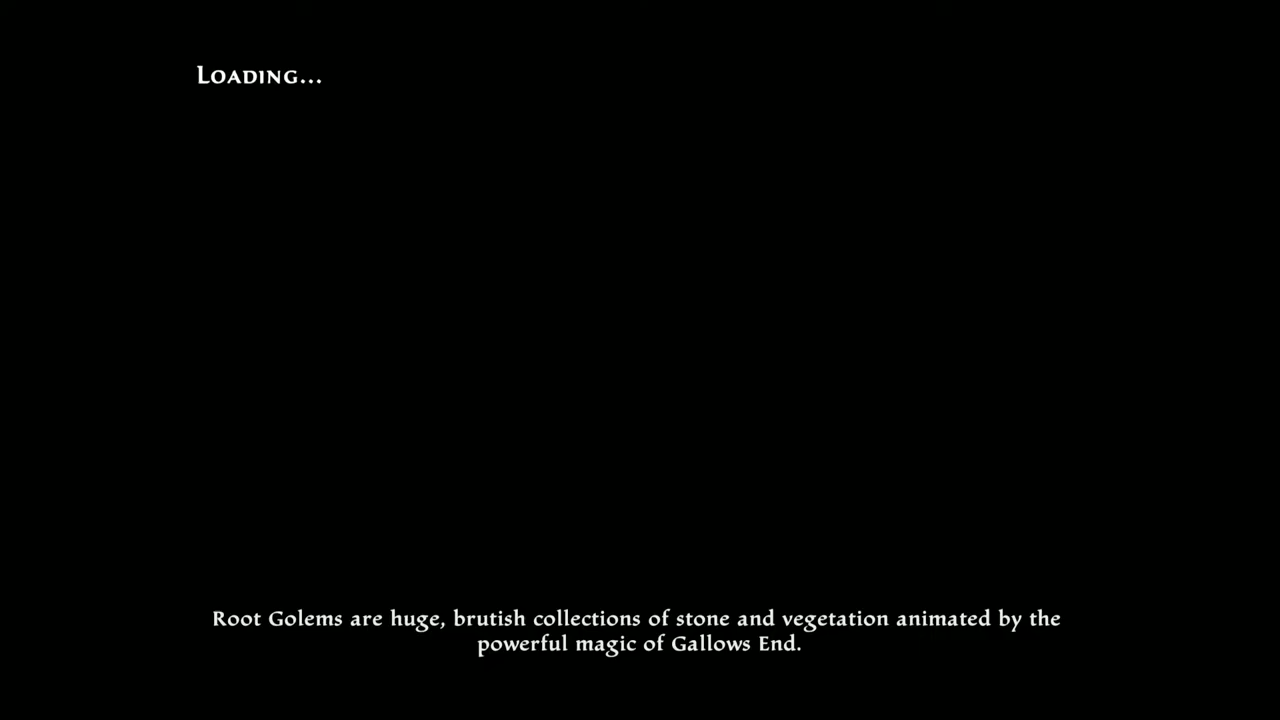 Loading...
Root Golems are huge, brutish collections of stone and vegetation animated by the
powerful magic of Gallows End.